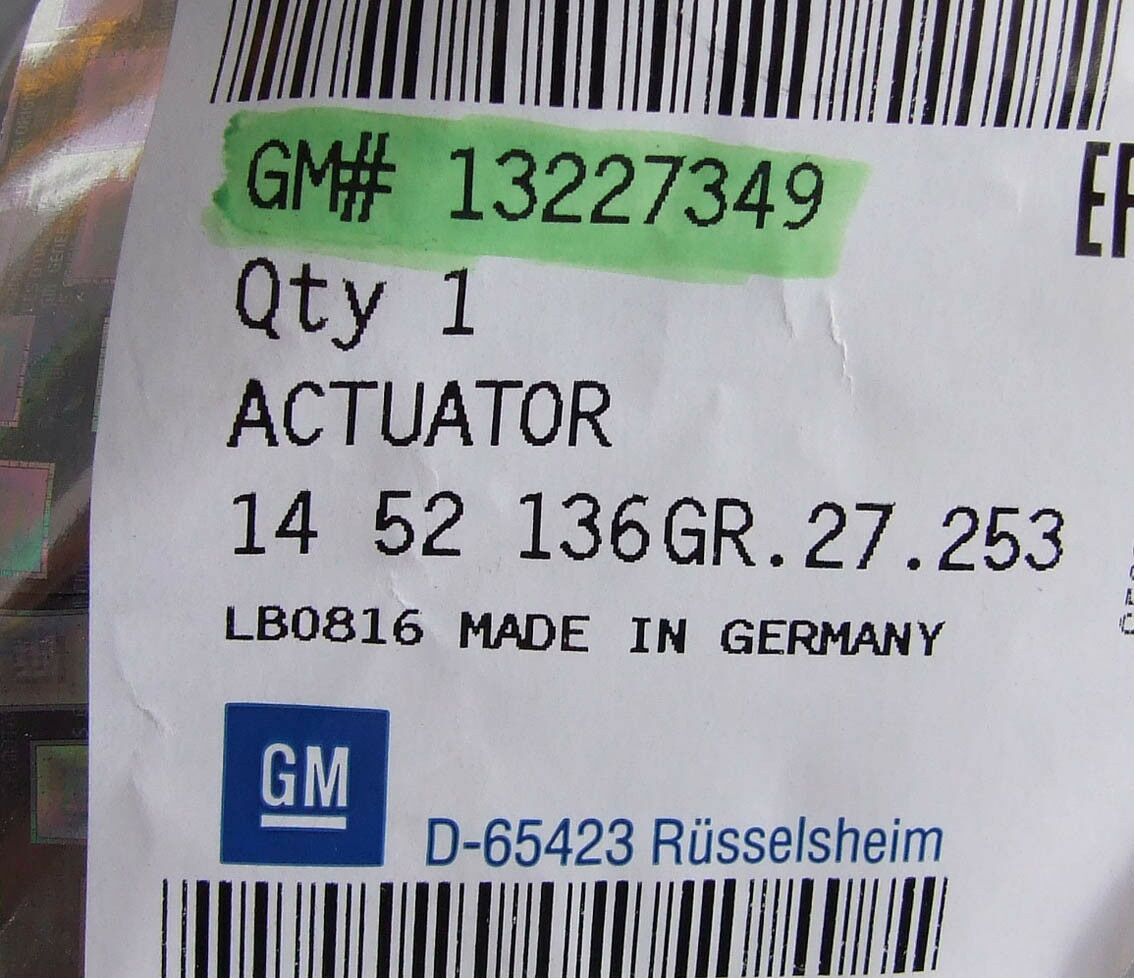 GM# 13227349
Qty 1
ACTUATOR
14 52 136GR.27.253
LB0816 MADE IN GERMANY
GM
D-65423 Rüsselsheim